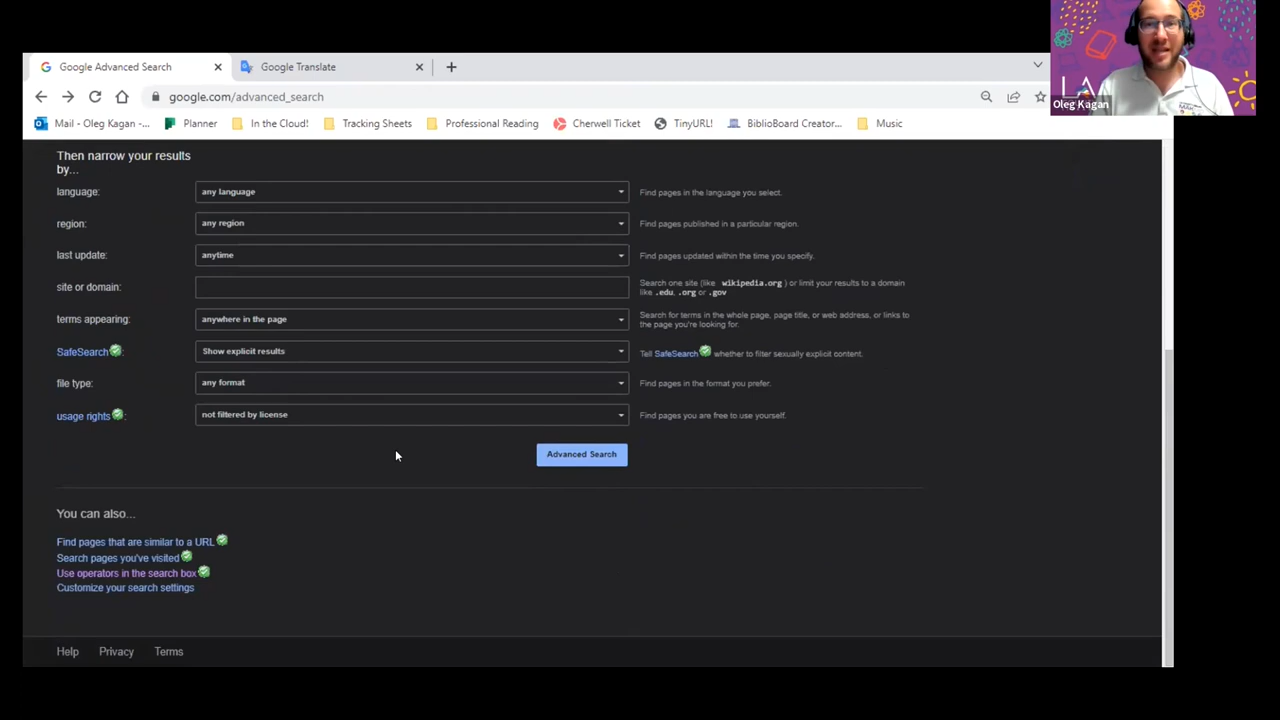 Google Advanced Search
Google Translate
google.com/advanced_search
Mail - Oleg Kagan -...
Planner
In the Cloud!
Tracking Sheets
Professional Reading
Cherwell Ticket
TinyURL!
BiblioBoard Creator...
Music
LA
Oleg Kagan
Then narrow your results
by...
language:
any language
Find pages in the language you select.
region:
any region
Find pages published in a particular region.
last update:
anytime
Find pages updated within the time you specify.
site or domain:
Search one site (like wikipedia.org ) or limit your results to a domain
like .edu, .org or .gov
terms appearing:
anywhere in the page
Search for terms in the whole page, page title, or web address, or links to
the page you're looking for.
SafeSearch :
Show explicit results
Tell SafeSearch whether to filter sexually explicit content.
file type:
any format
Find pages in the format you prefer.
usage rights :
not filtered by license
Find pages you are free to use yourself.
Advanced Search
You can also...
Find pages that are similar to a URL
Search pages you've visited
Use operators in the search box
Customize your search settings
Help Privacy Terms